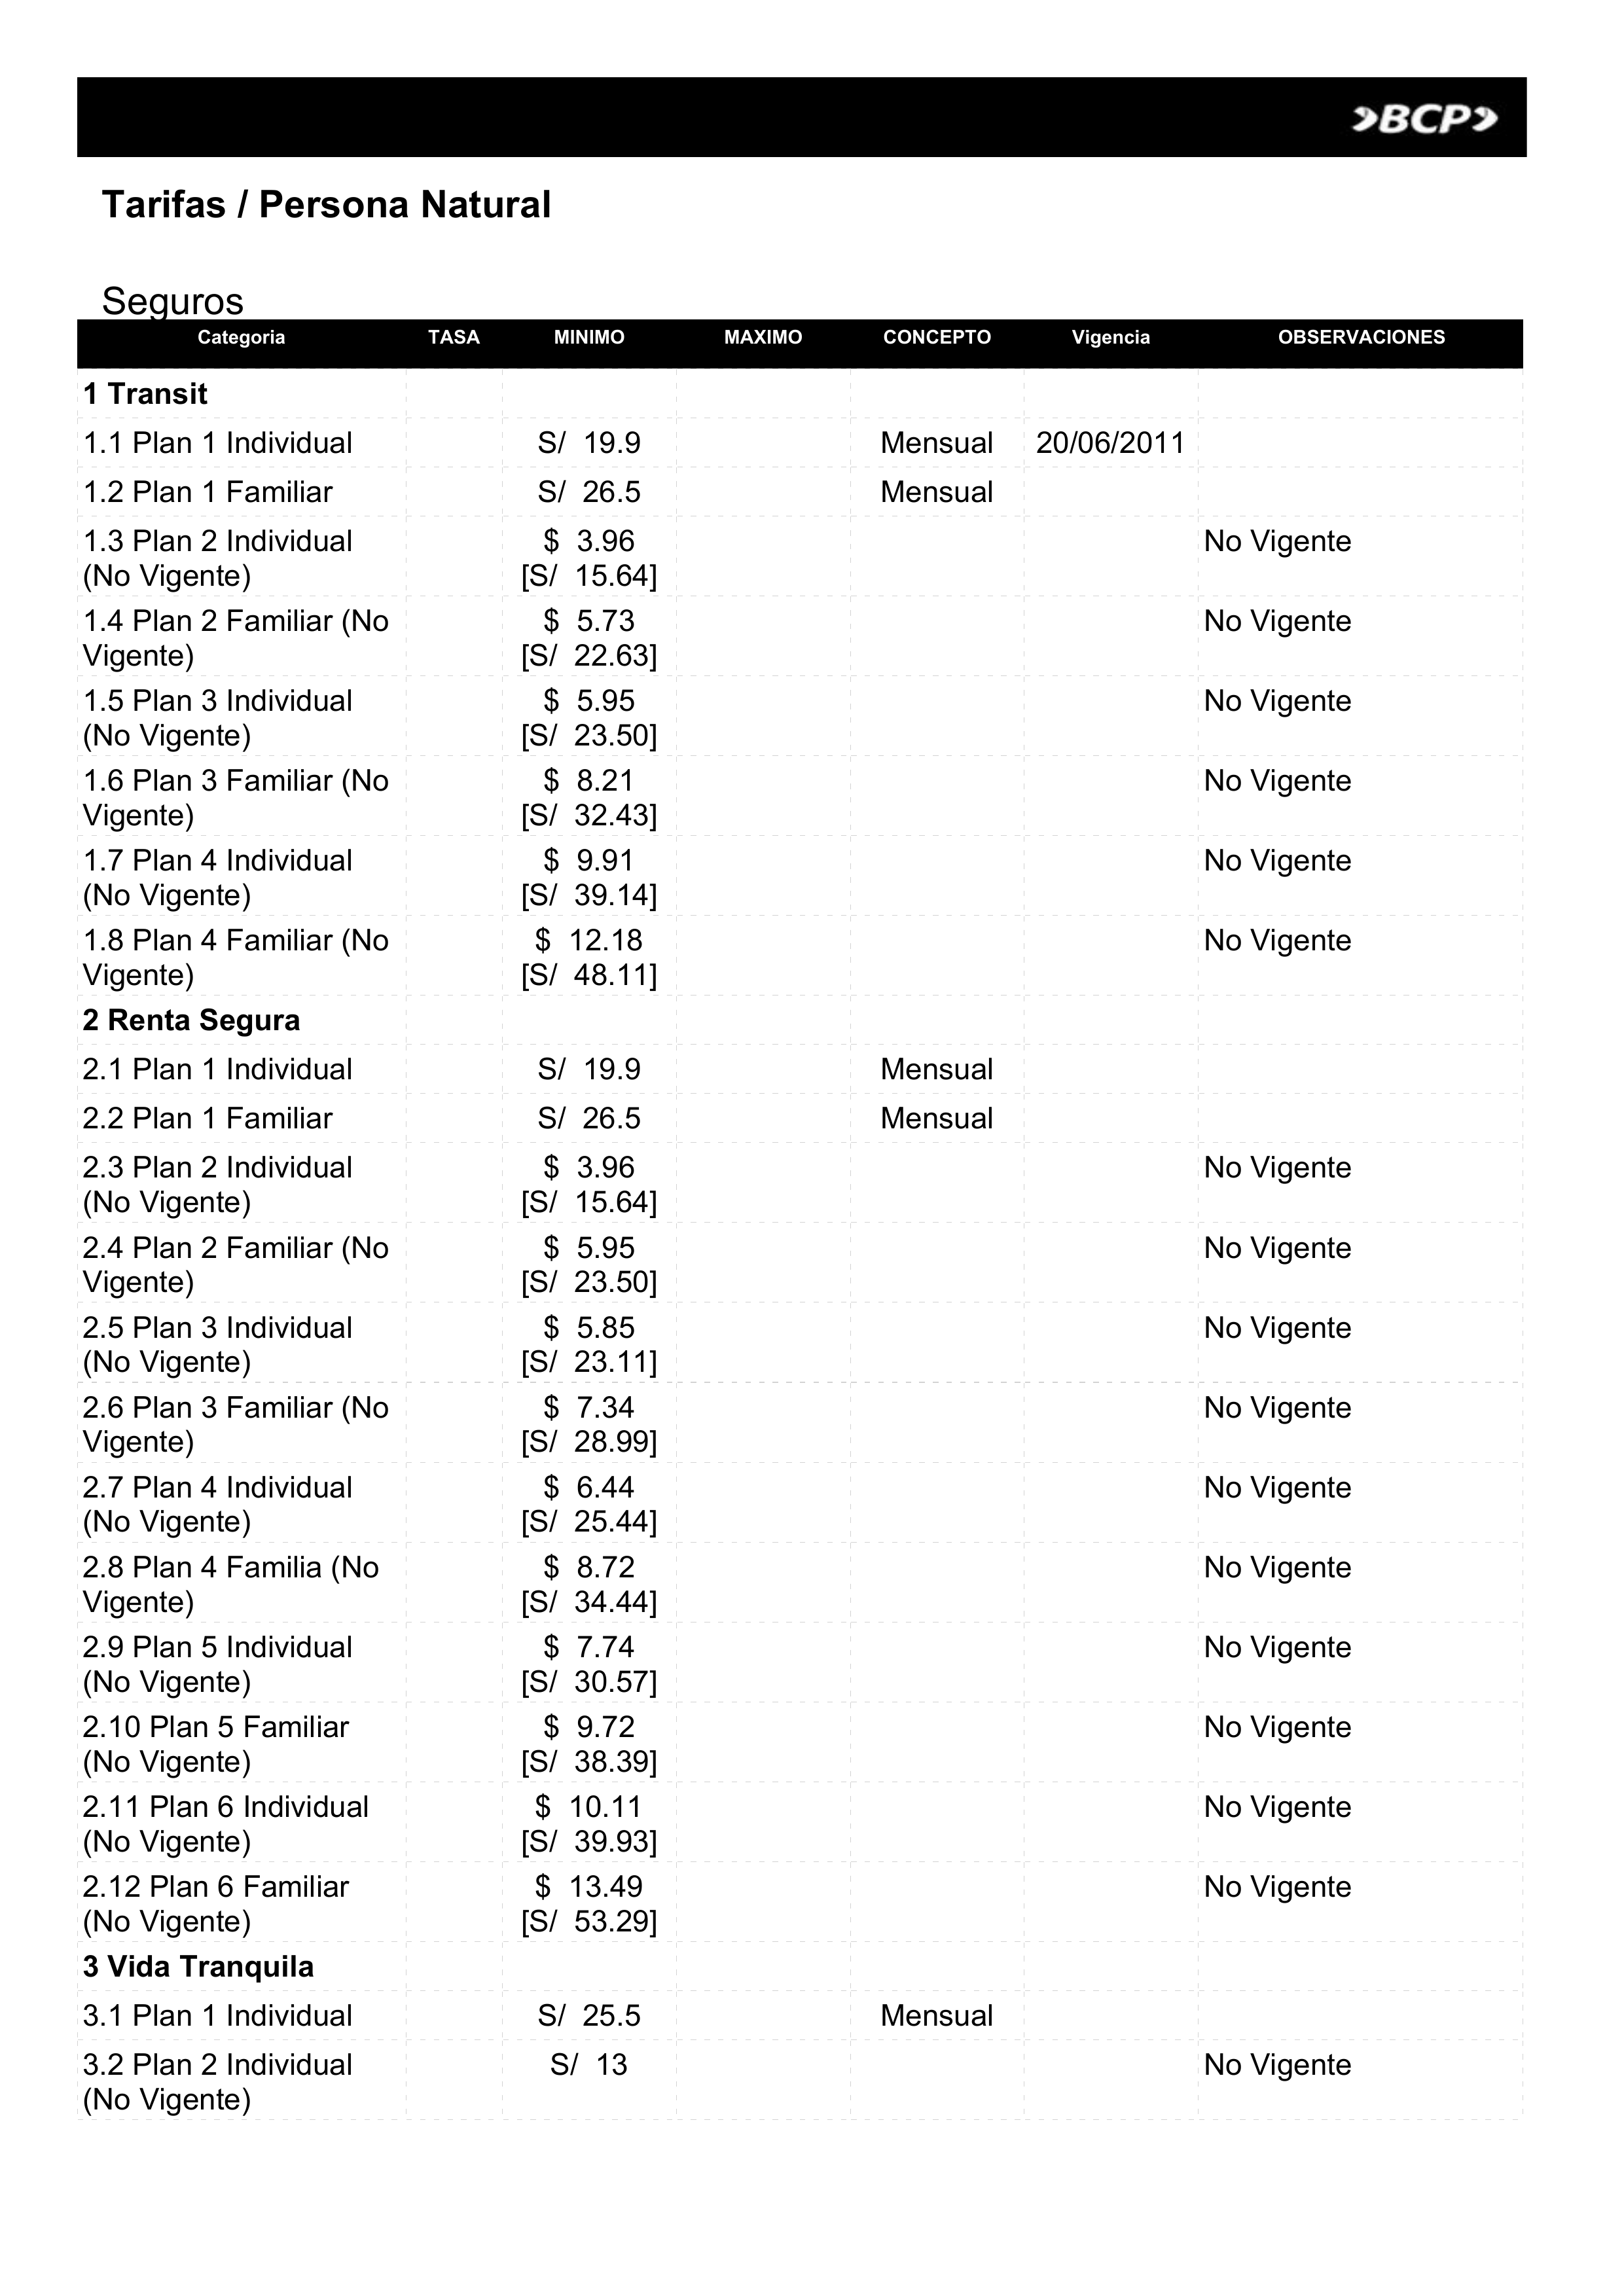 BCP
Tarifas / Persona Natural
Seguros
Categoria TASA MINIMO MAXIMO CONCEPTO Vigencia OBSERVACIONES
1 Transit
1.1 Plan 1 Individual S/ 19.9 Mensual 20/06/2011
1.2 Plan 1 Familiar S/ 26.5 Mensual
1.3 Plan 2 Individual $ 3.96 No Vigente
(No Vigente) [S/ 15.64]
1.4 Plan 2 Familiar (No $ 5.73 No Vigente
Vigente) [S/ 22.63]
1.5 Plan 3 Individual $ 5.95 No Vigente
(No Vigente) [S/ 23.50]
1.6 Plan 3 Familiar (No $ 8.21 No Vigente
Vigente) [S/ 32.43]
1.7 Plan 4 Individual $ 9.91 No Vigente
(No Vigente) [S/ 39.14]
1.8 Plan 4 Familiar (No $ 12.18 No Vigente
Vigente) [S/ 48.11]
2 Renta Segura
2.1 Plan 1 Individual S/ 19.9 Mensual
2.2 Plan 1 Familiar S/ 26.5 Mensual
2.3 Plan 2 Individual $ 3.96 No Vigente
(No Vigente) [S/ 15.64]
2.4 Plan 2 Familiar (No $ 5.95 No Vigente
Vigente) [S/ 23.50]
2.5 Plan 3 Individual $ 5.85 No Vigente
(No Vigente) [S/ 23.11]
2.6 Plan 3 Familiar (No $ 7.34 No Vigente
Vigente) [S/ 28.99]
2.7 Plan 4 Individual $ 6.44 No Vigente
(No Vigente) [S/ 25.44]
2.8 Plan 4 Familia (No $ 8.72 No Vigente
Vigente) [S/ 34.44]
2.9 Plan 5 Individual $ 7.74 No Vigente
(No Vigente) [S/ 30.57]
2.10 Plan 5 Familiar $ 9.72 No Vigente
(No Vigente) [S/ 38.39]
2.11 Plan 6 Individual $ 10.11 No Vigente
(No Vigente) [S/ 39.93]
2.12 Plan 6 Familiar $ 13.49 No Vigente
(No Vigente) [S/ 53.29]
3 Vida Tranquila
3.1 Plan 1 Individual S/ 25.5 Mensual
3.2 Plan 2 Individual S/ 13 No Vigente
(No Vigente)